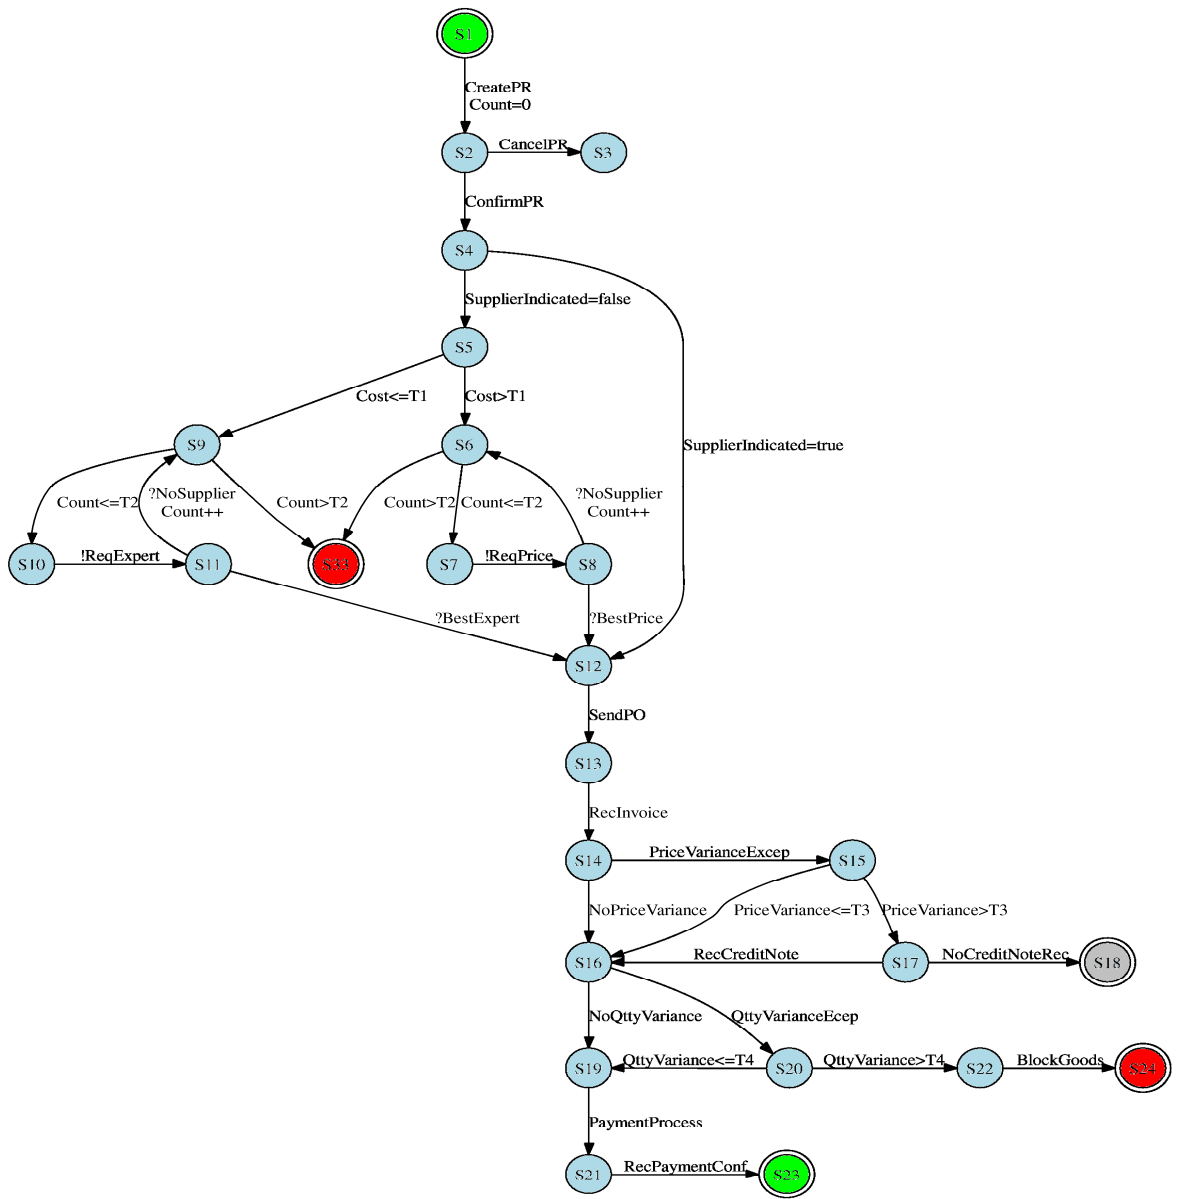 S1
CreatePR
Count=0
S2
CancelPR
S3
ConfirmPR
S4
SupplierIndicated=false
S5
Cost<=T1
Cost>T1
S9
S6
SupplierIndicated=true
Count<=T2
?NoSupplier
Count++
Count>T2
Count>T2
Count<=T2
?NoSupplier
Count++
S10
!ReqExpert
S11
S7
!ReqPrice
S8
?BestExpert
?BestPrice
S12
SendPO
S13
RecInvoice
S14
PriceVarianceExcep
S15
NoPriceVariance
PriceVariance<=T3
PriceVariance>T3
S16
RecCreditNote
S17
NoCreditNoteRec
S18
NoQttyVariance
QttyVarianceEcep
S19
QttyVariance<=T4
S20
QttyVariance>T4
S22
BlockGoods
S24
PaymentProcess
S21
RecPaymentConf
S23